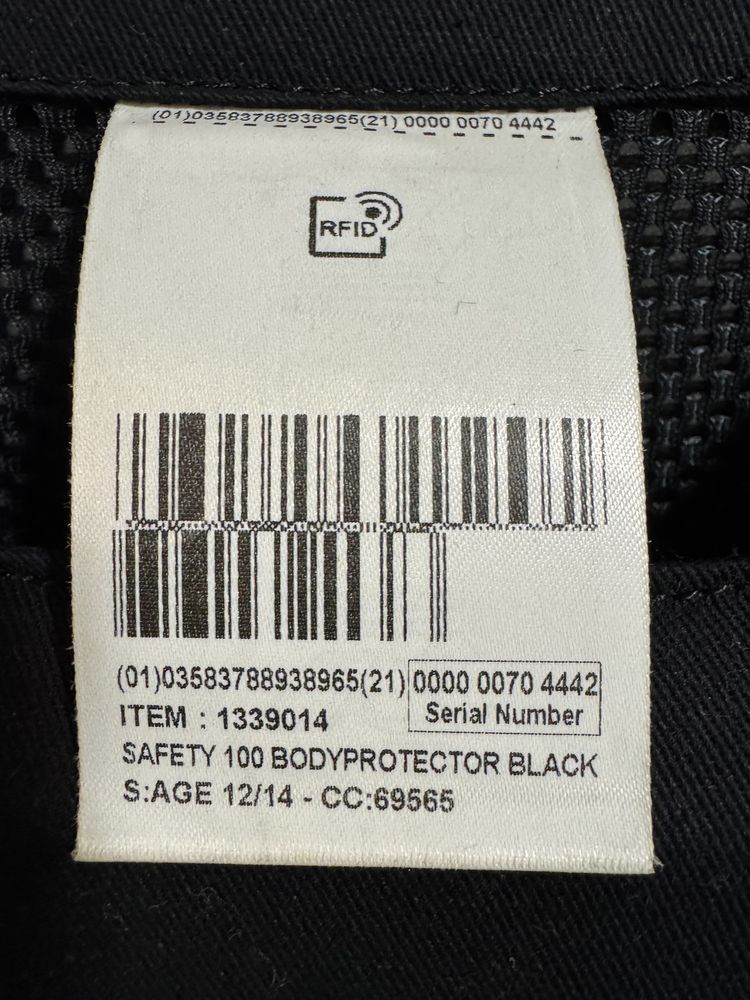 (01)03583788938965(21) 0000 0070 4442
RFID
(01)03583788938965(21) 0000 0070 4442
Serial Number
ITEM : 1339014
SAFETY 100 BODYPROTECTOR BLACK
S:AGE 12/14 - CC:69565